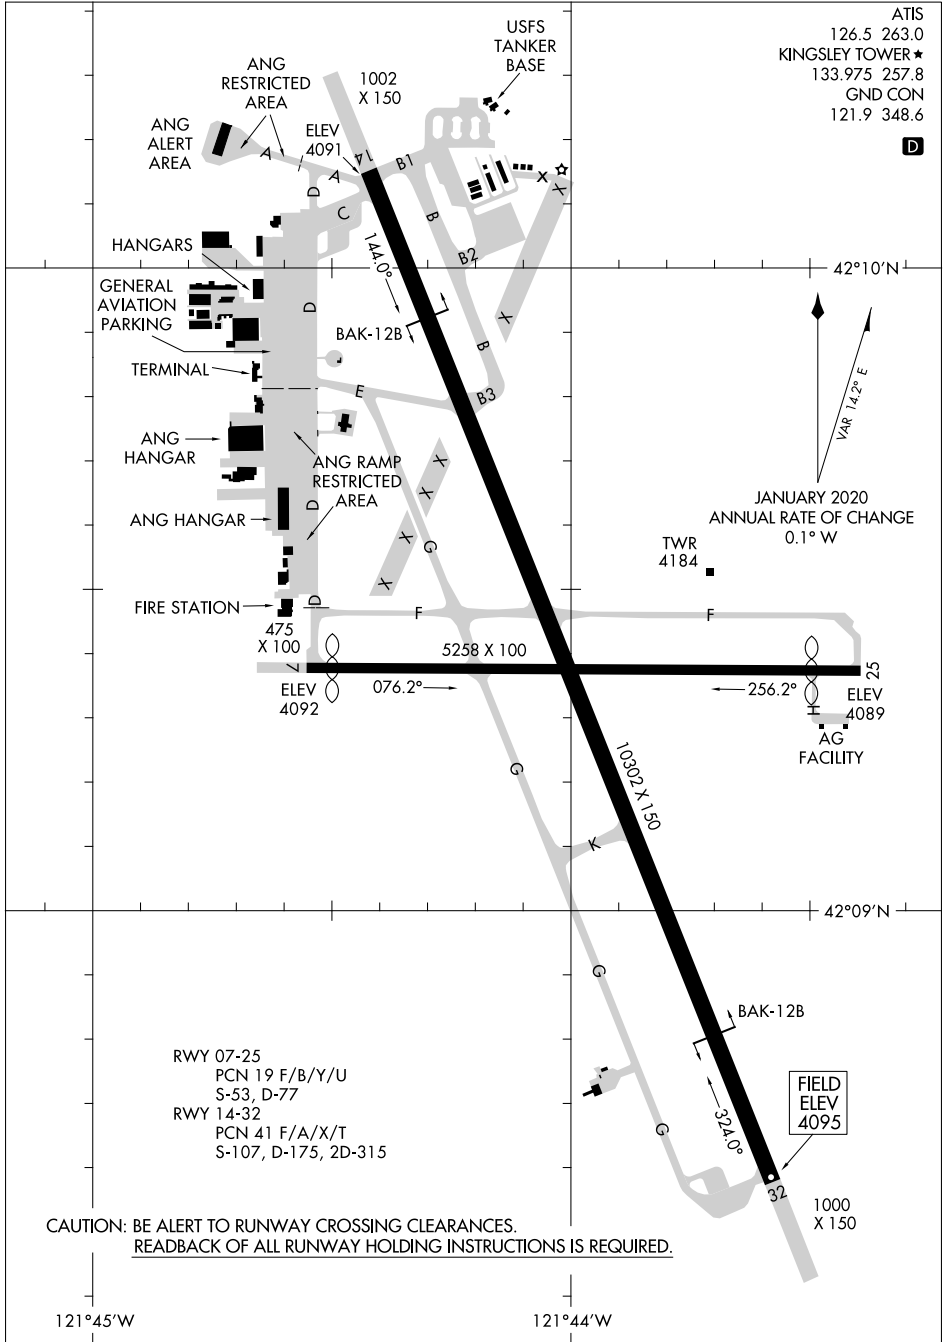 ATIS
126.5 263.0
KINGSLEY TOWER★
133.975 257.8
GND CON
121.9 348.6
D
USFS
TANKER
BASE
1002
X 150
ANG
RESTRICTED
AREA
ANG
ALERT
AREA
ELEV
4091
14
A
A
B1
D
C
B
B2
X
X
HANGARS
144.0°
42°10'N
GENERAL
AVIATION
PARKING
D
BAK-12B
X
B
TERMINAL
E
B3
VAR 14.2° E
ANG
HANGAR
ANG RAMP
RESTRICTED
AREA
X
X
JANUARY 2020
ANNUAL RATE OF CHANGE
0.1° W
ANG HANGAR
D
X
G
TWR
4184
X
FIRE STATION
D
F
F
475
X 100
5258 X 100
7
25
ELEV
4092
076.2°
256.2°
ELEV
4089
H
AG
FACILITY
G
10302 X 150
K
42°09'N
G
BAK-12B
RWY 07-25
PCN 19 F/B/Y/U
S-53, D-77
RWY 14-32
PCN 41 F/A/X/T
S-107, D-175, 2D-315
FIELD
ELEV
4095
G
324.0°
32
1000
X 150
CAUTION: BE ALERT TO RUNWAY CROSSING CLEARANCES.
READBACK OF ALL RUNWAY HOLDING INSTRUCTIONS IS REQUIRED.
121°45'W
121°44'W